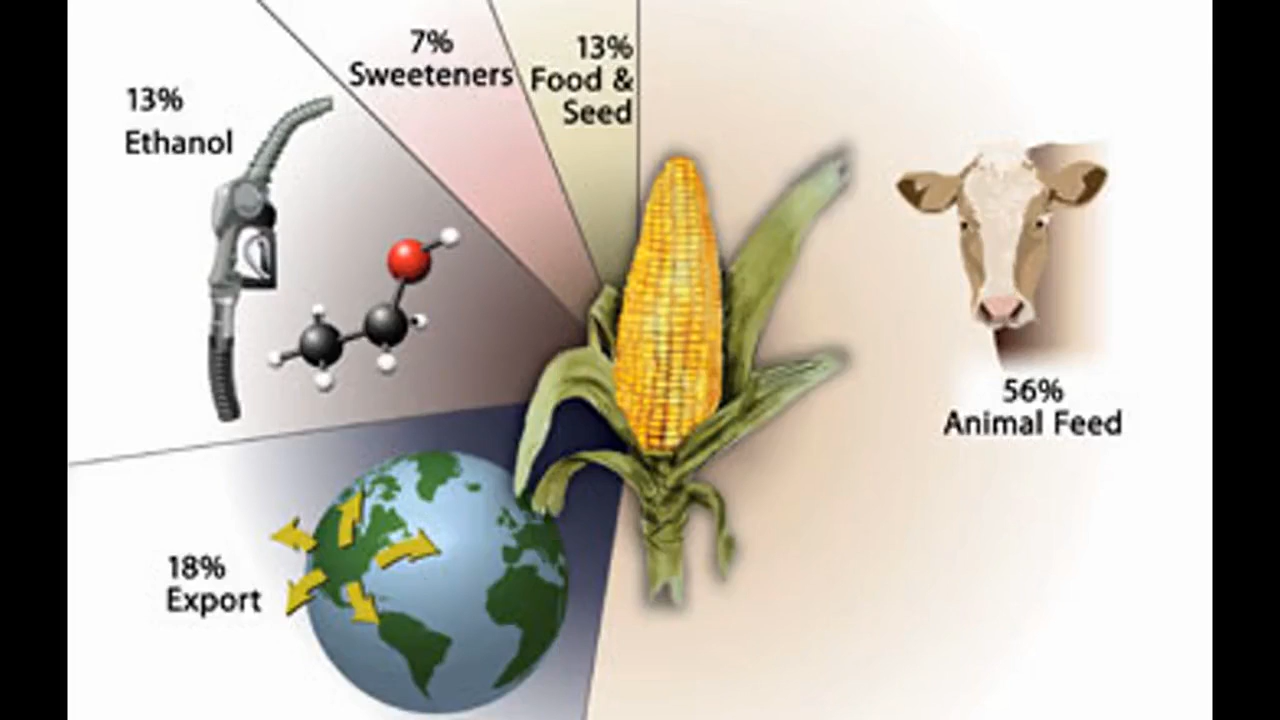 7%
Sweeteners
13%
Food &
Seed
13%
Ethanol
56%
Animal Feed
18%
Export